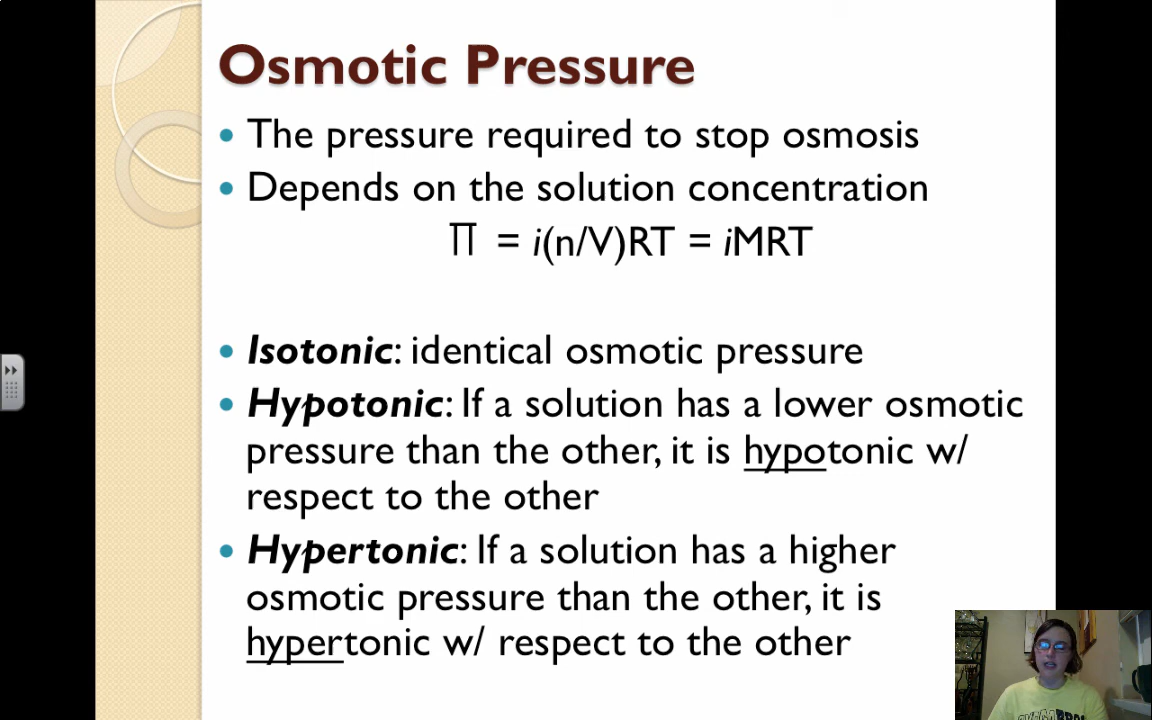 Osmotic Pressure
• The pressure required to stop osmosis
• Depends on the solution concentration
Π = i(n/V)RT = iMRT
• Isotonic: identical osmotic pressure
• Hypotonic: If a solution has a lower osmotic
pressure than the other, it is hypotonic w/
respect to the other
• Hypertonic: If a solution has a higher
osmotic pressure than the other, it is
hypertonic w/ respect to the other